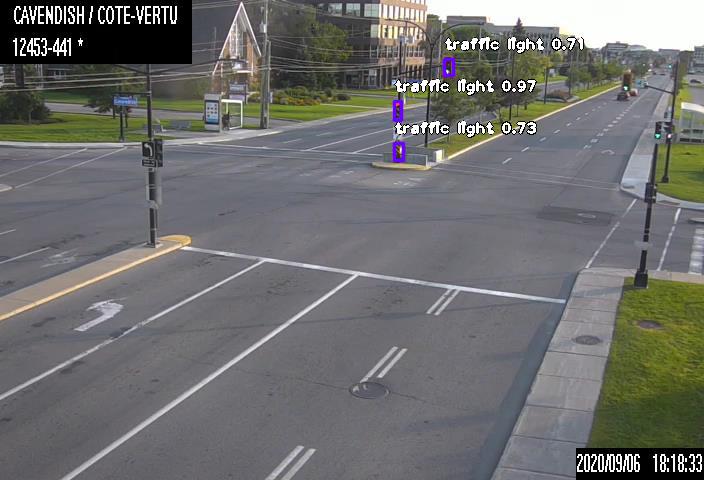 CAVENDISH / COTE-VERTU
12453-441 *
traffic light 0.71
traffic light 0.97
traffic light 0.73
2020/09/06 18:18:33